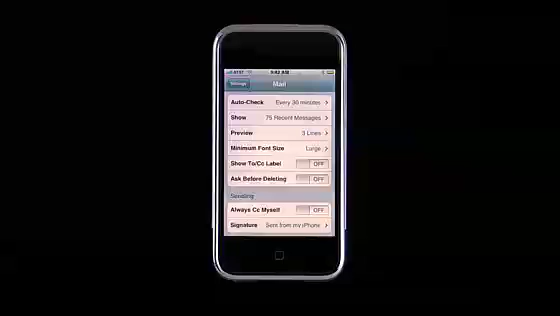 AT&T 9:42 AM
Settings Mail
Auto-Check Every 30 minutes
Show 75 Recent Messages
Preview 3 Lines
Minimum Font Size Large
Show To/Cc Label OFF
Ask Before Deleting OFF
Sending
Always Cc Myself OFF
Signature Sent from my iPhone